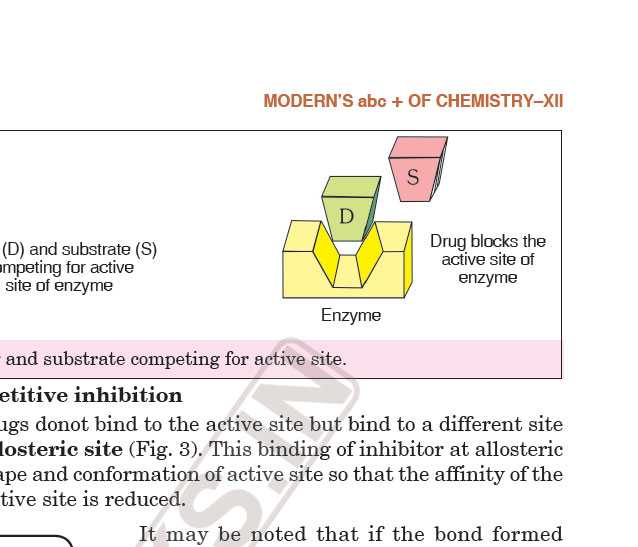 MODERN'S abc + OF CHEMISTRY–XII
S
D
(D) and substrate (S)
mpeting for active
site of enzyme
Drug blocks the
active site of
enzyme
Enzyme
and substrate competing for active site.
etitive inhibition
ugs donot bind to the active site but bind to a different site
losteric site (Fig. 3). This binding of inhibitor at allosteric
ape and conformation of active site so that the affinity of the
tive site is reduced.
It may be noted that if the bond formed